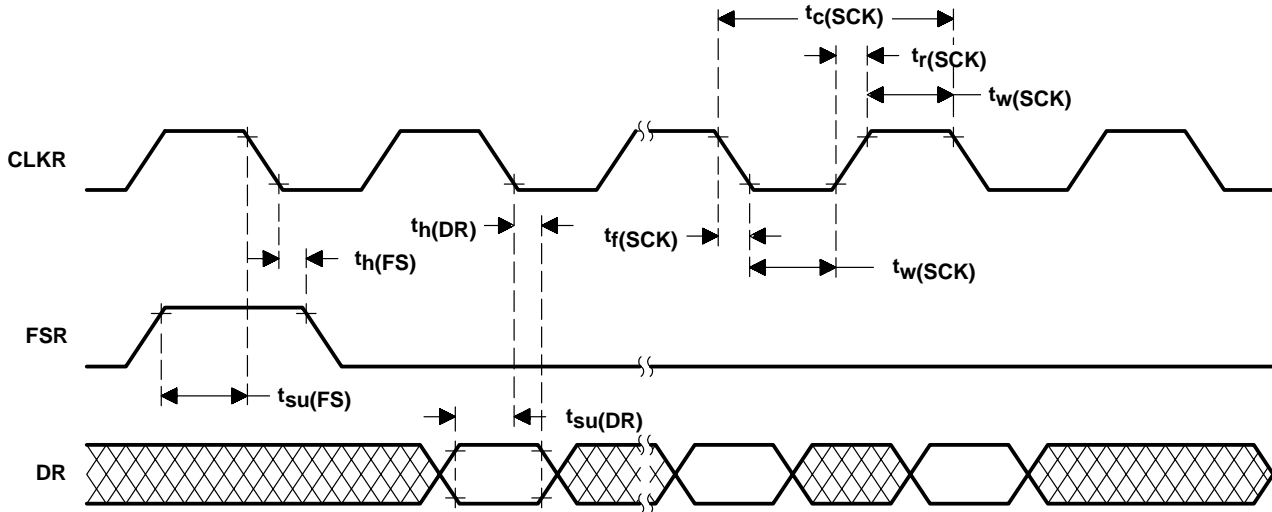 tc(SCK)
tr(SCK)
tw(SCK)
CLKR
th(DR)
tf(SCK)
th(FS)
tw(SCK)
FSR
tsu(FS)
tsu(DR)
DR